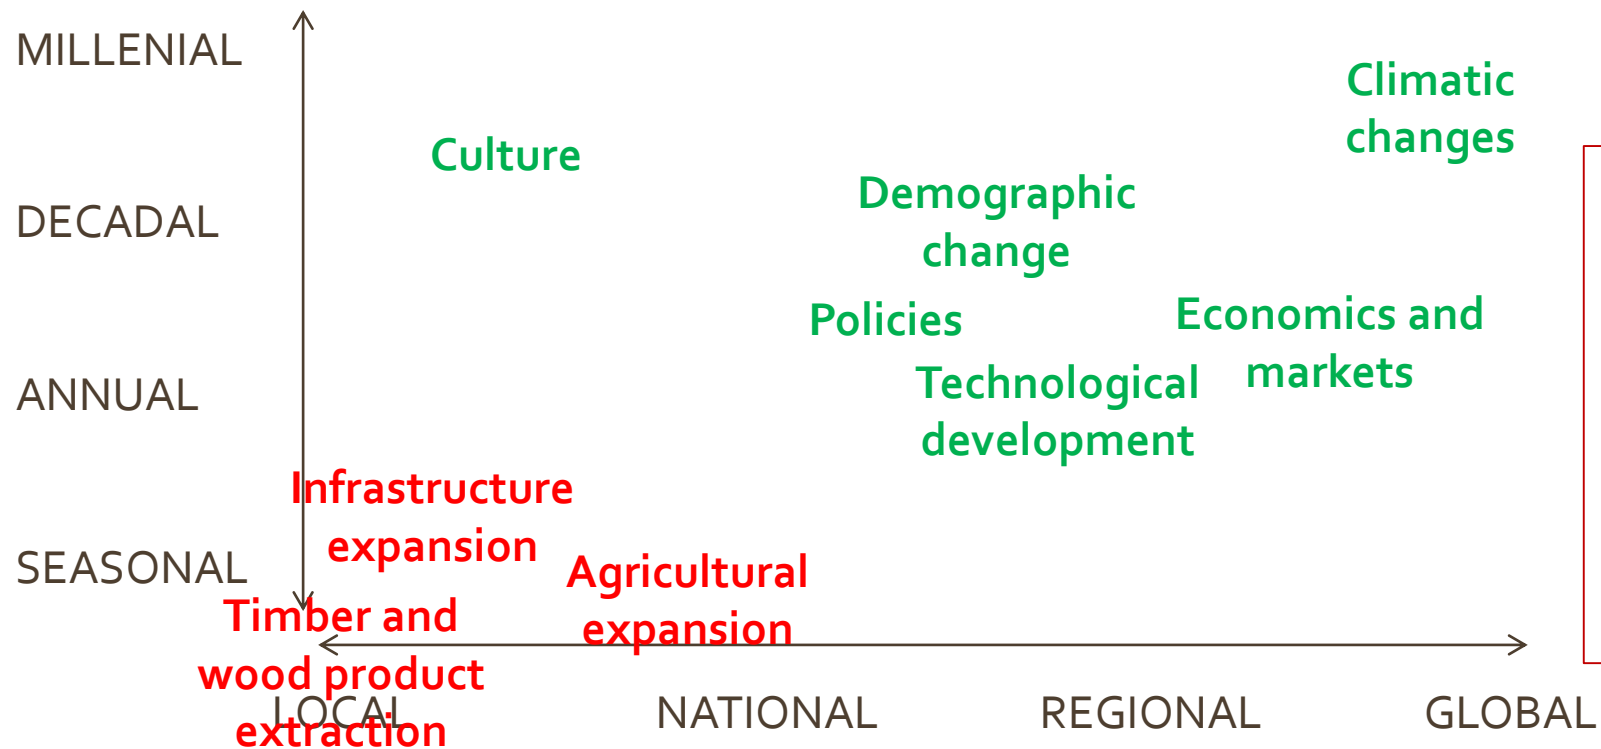 MILLENIAL
Climatic
changes
Culture
Demographic
change
DECADAL
Policies
Economics and
markets
Technological
development
ANNUAL
Infrastructure
expansion
SEASONAL
Agricultural
expansion
Timber and
wood product
extraction
LOCAL
NATIONAL
REGIONAL
GLOBAL